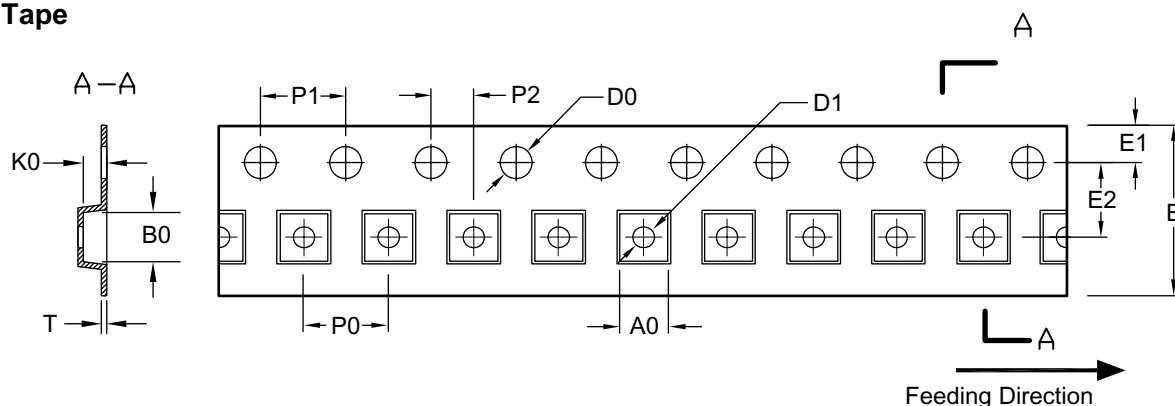 Tape
A
A-A
P1
P2
D0
D1
K0
E1
E2
E
B0
T
P0
A0
A
Feeding Direction